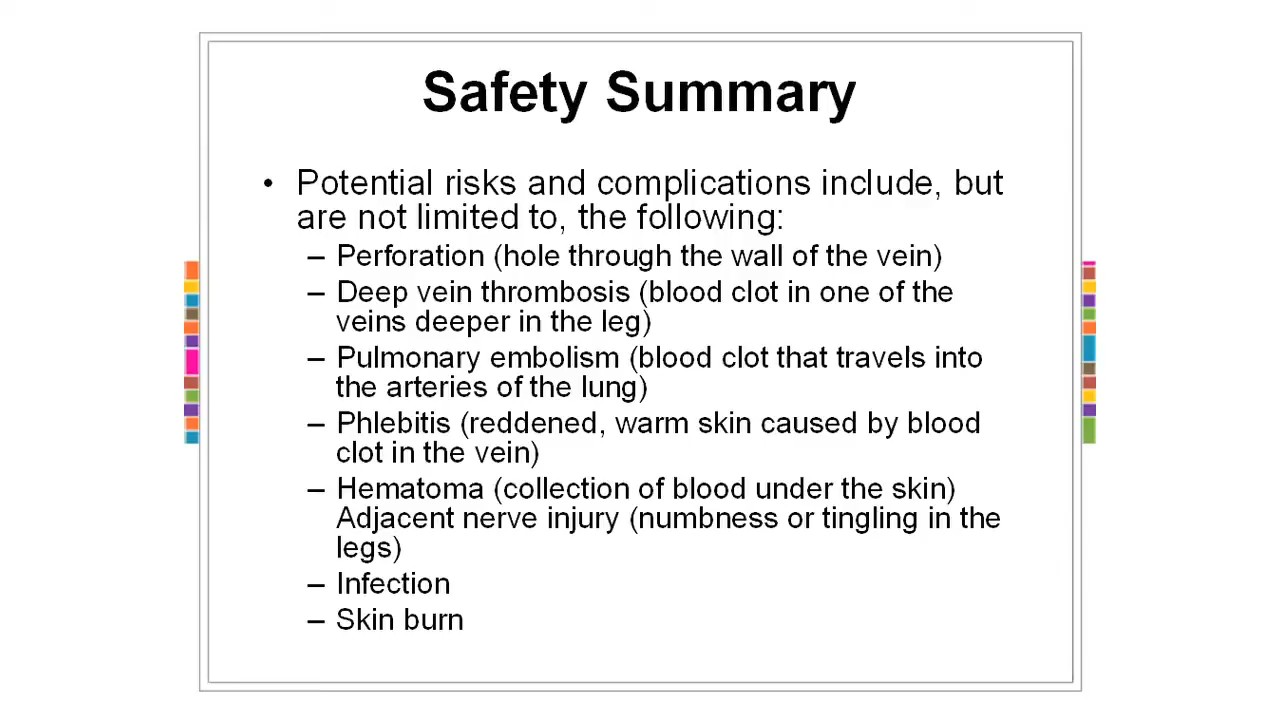 Safety Summary
• Potential risks and complications include, but
are not limited to, the following:
– Perforation (hole through the wall of the vein)
– Deep vein thrombosis (blood clot in one of the
veins deeper in the leg)
– Pulmonary embolism (blood clot that travels into
the arteries of the lung)
– Phlebitis (reddened, warm skin caused by blood
clot in the vein)
– Hematoma (collection of blood under the skin)
Adjacent nerve injury (numbness or tingling in the
legs)
– Infection
– Skin burn